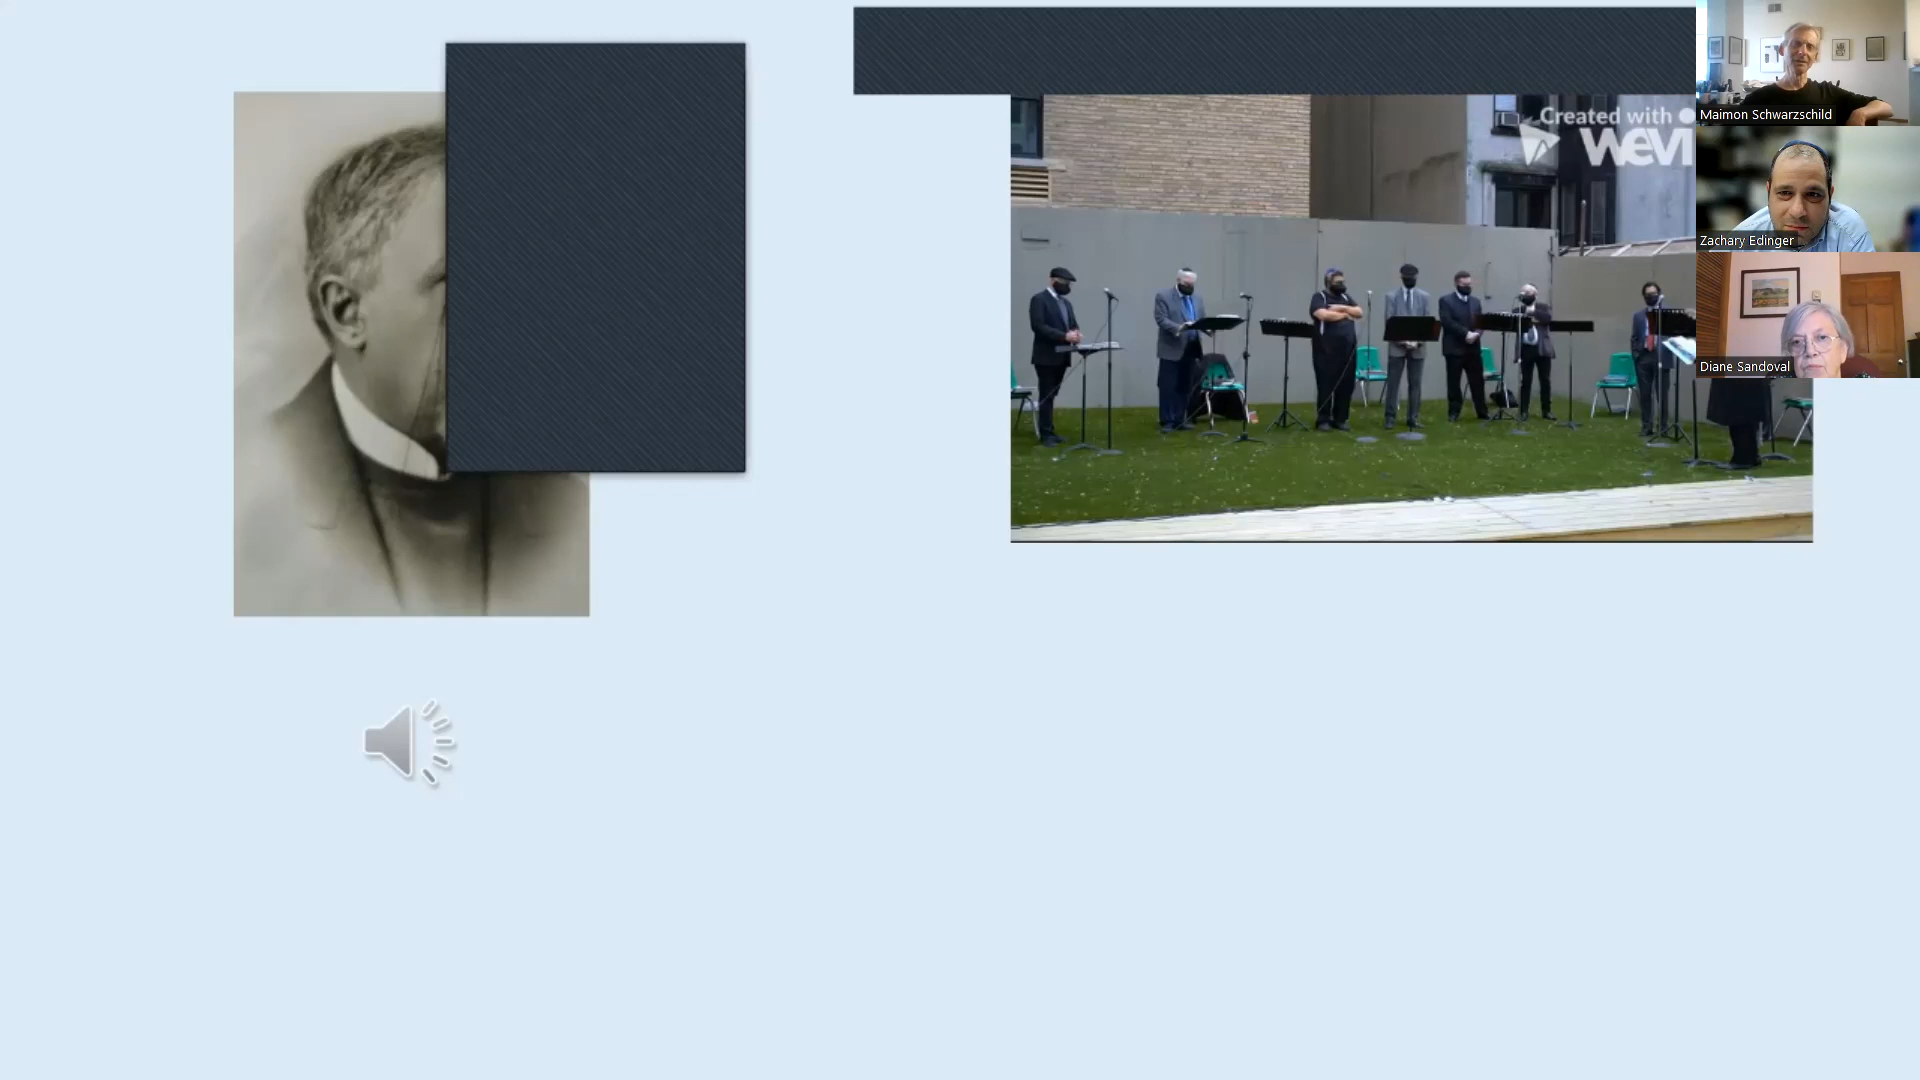 Created with
WEVI
Maimon Schwarzschild
Zachary Edinger
Diane Sandoval